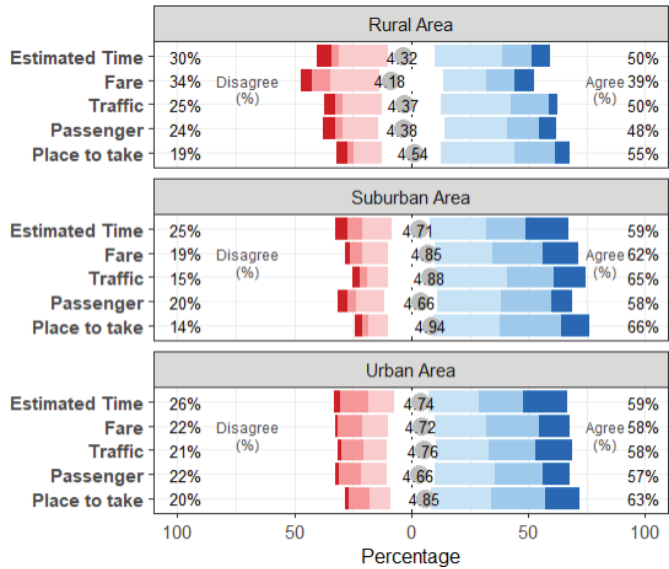 Rural Area
Estimated Time 30% 4.32 50%
Fare 34% Disagree 4.18 Agree 39%
Traffic 25% (%) 4.37 (%) 50%
Passenger 24% 4.38 48%
Place to take 19% 4.54 55%
Suburban Area
Estimated Time 25% 4.71 59%
Fare 19% Disagree 4.85 Agree 62%
Traffic 15% (%) 4.88 (%) 65%
Passenger 20% 4.66 58%
Place to take 14% 4.94 66%
Urban Area
Estimated Time 26% 4.74 59%
Fare 22% Disagree 4.72 Agree 58%
Traffic 21% (%) 4.76 (%) 58%
Passenger 22% 4.66 57%
Place to take 20% 4.85 63%
100 50 0 50 100
Percentage